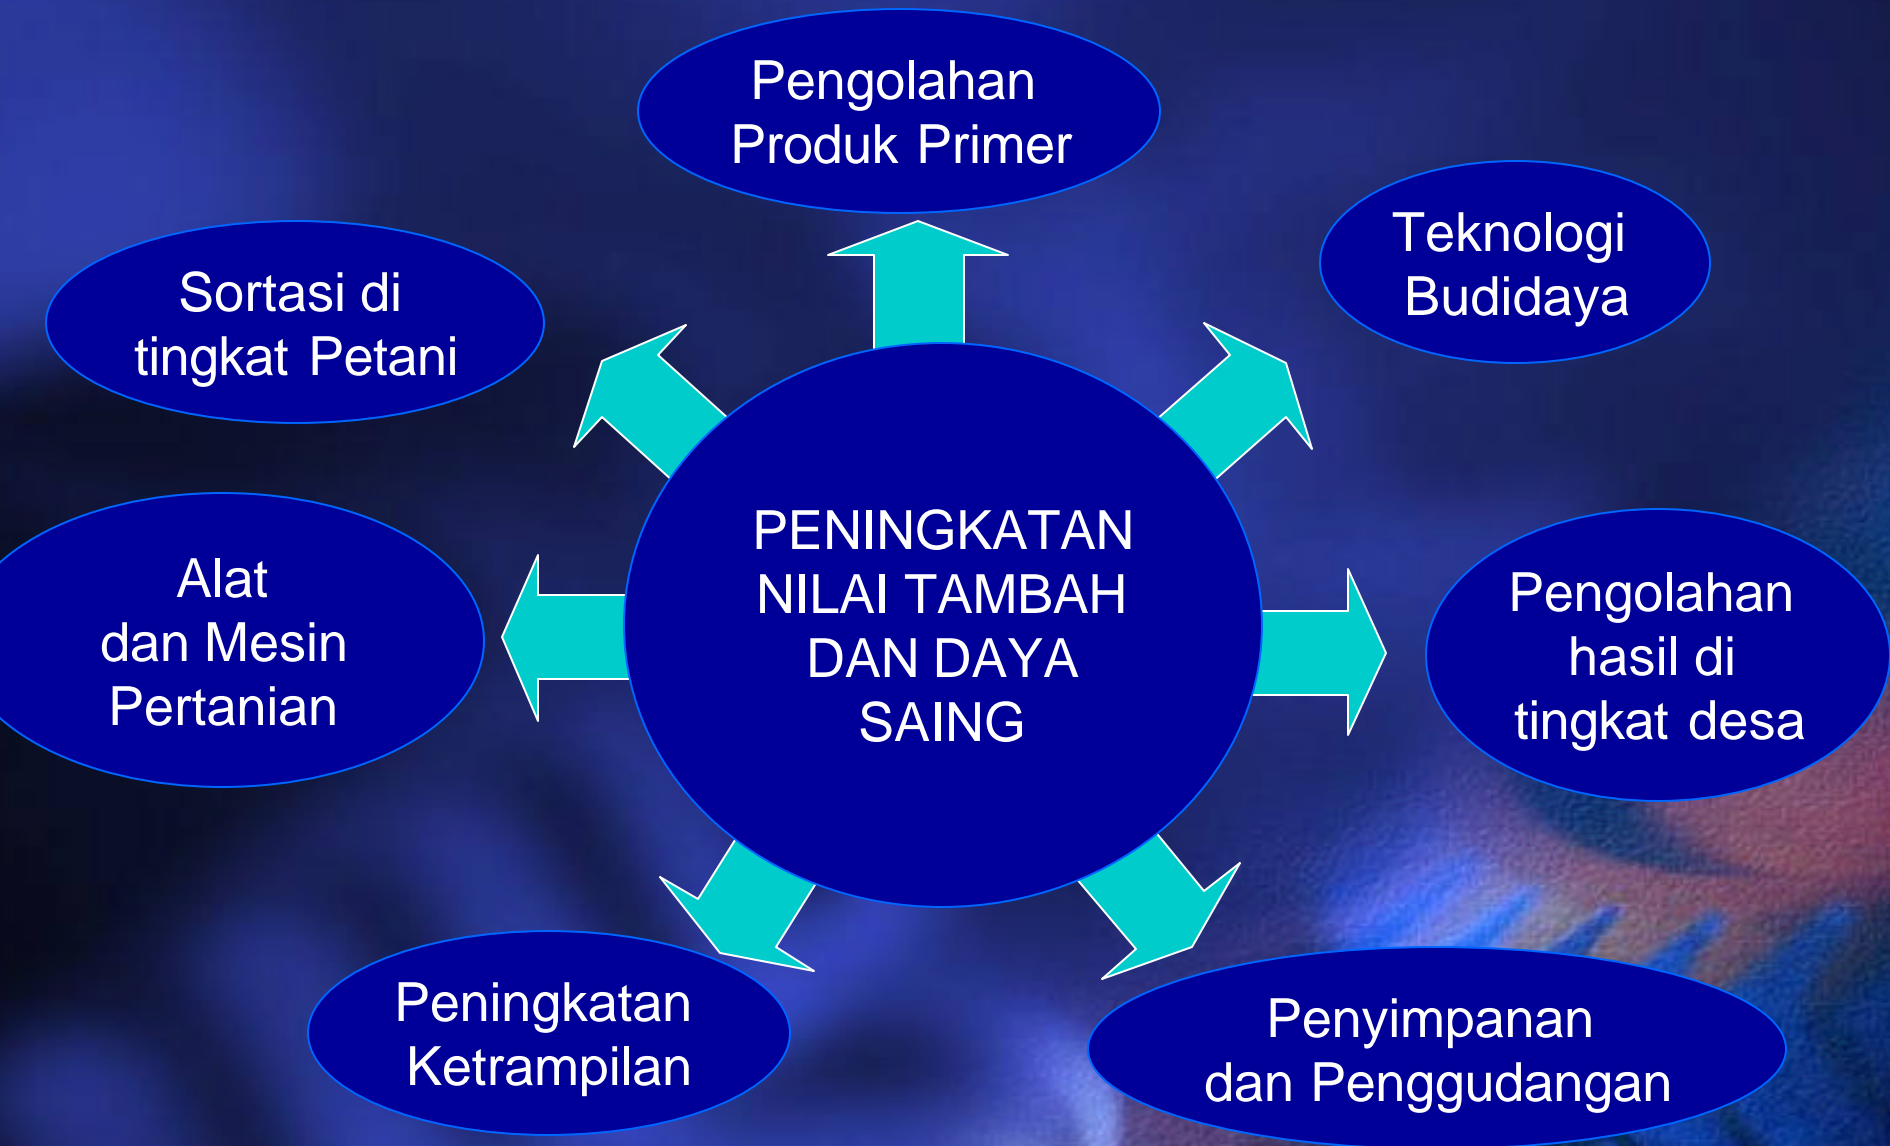 Pengolahan
Produk Primer
Teknologi
Budidaya
Sortasi di
tingkat Petani
PENINGKATAN
NILAI TAMBAH
DAN DAYA
SAING
Alat
dan Mesin
Pertanian
Pengolahan
hasil di
tingkat desa
Peningkatan
Ketrampilan
Penyimpanan
dan Penggudangan